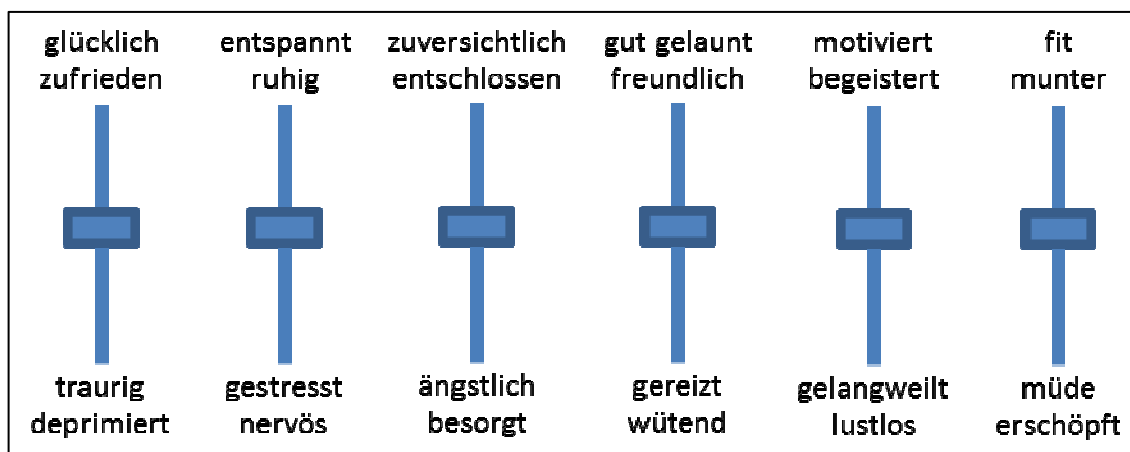 glücklich
zufrieden
entspannt
ruhig
zuversichtlich
entschlossen
gut gelaunt
freundlich
motiviert
begeistert
fit
munter
traurig
deprimiert
gestresst
nervös
ängstlich
besorgt
gereizt
wütend
gelangweilt
lustlos
müde
erschöpft